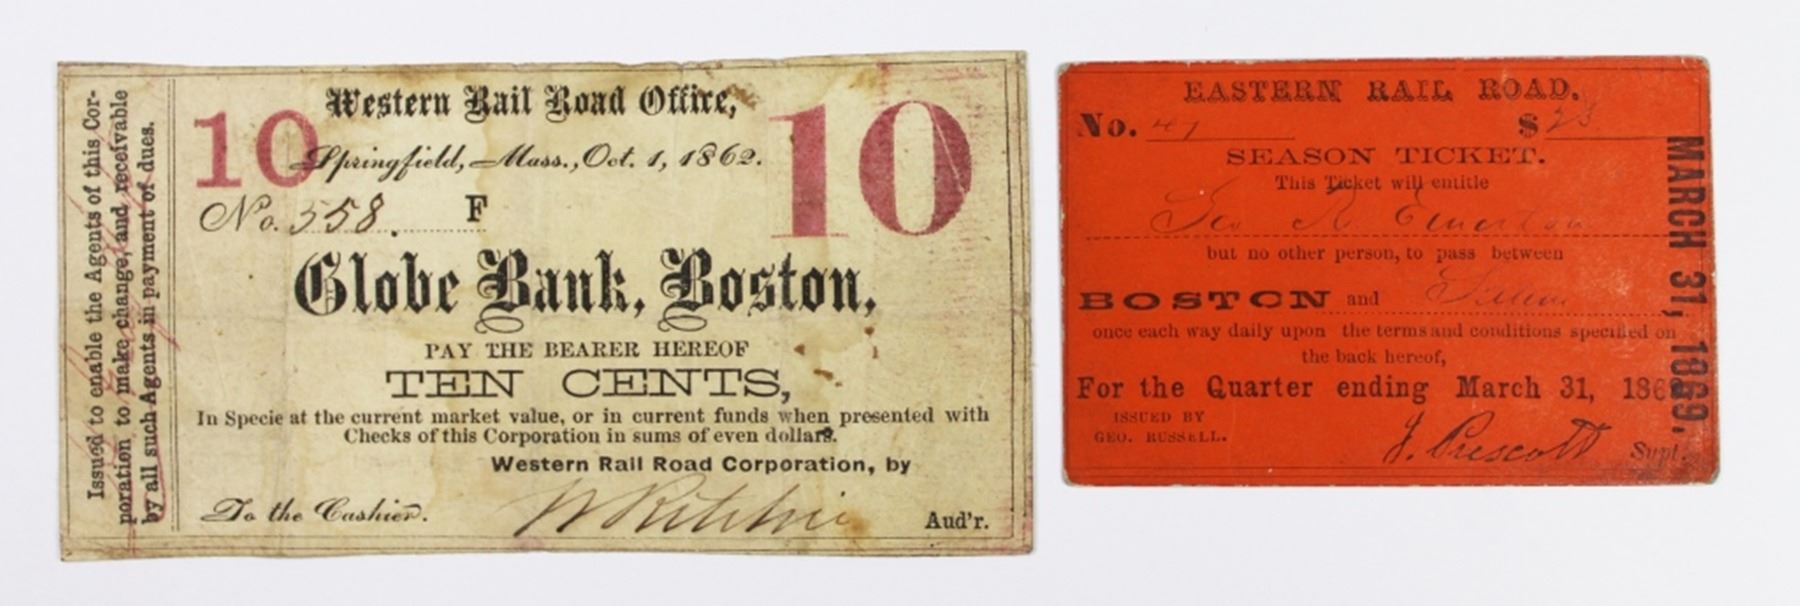 Issued to enable the Agents of this Cor-
poration to make change, and receivable
by all such Agents in payment of dues.
10
Western Rail Road Office,
10
Springfield, Mass., Oct. 1, 1862.
No. 558. F
Globe Bank, Boston,
PAY THE BEARER HEREOF
TEN CENTS,
In Specie at the current market value, or in current funds when presented with
Checks of this Corporation in sums of even dollars.
Western Rail Road Corporation, by
To the Cashier. W Ritchie Aud'r.
EASTERN RAIL ROAD.
No. 47 $
SEASON TICKET.
This Ticket will entitle
Geo R Emerton
but no other person, to pass between
BOSTON and Salem
once each way daily upon the terms and conditions specified on
the back hereof,
For the Quarter ending March 31, 186
ISSUED BY
GEO. RUSSELL.
J. Prescott Supt.
MARCH 31, 1869.